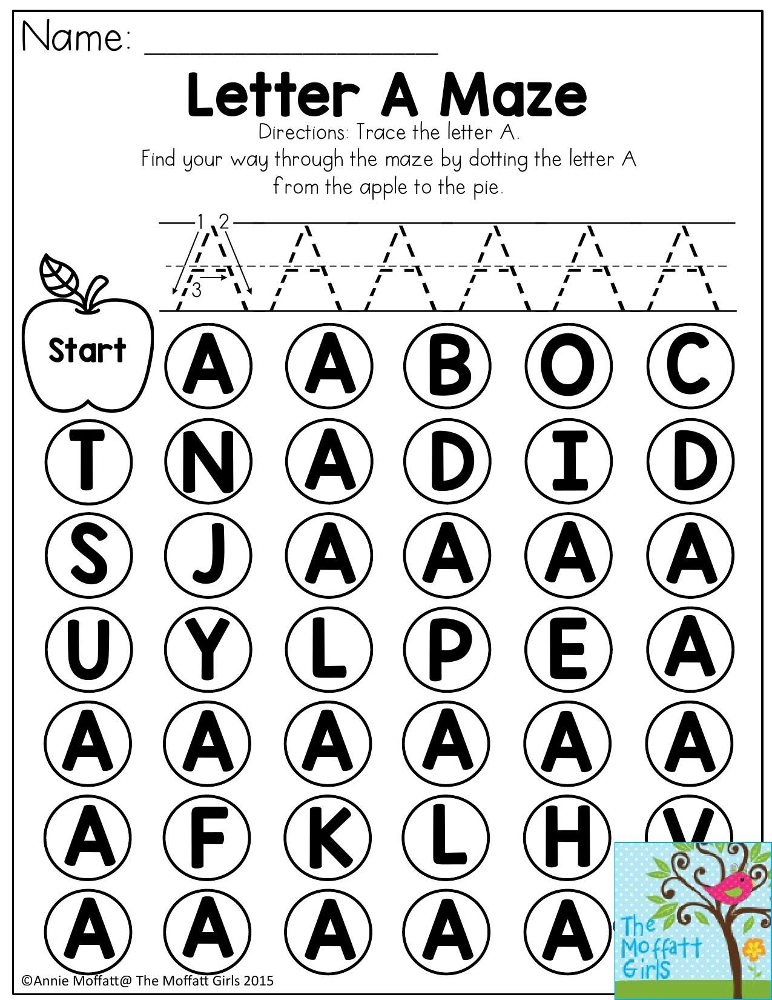 Name: ____________________
Letter A Maze
Directions: Trace the letter A.
Find your way through the maze by dotting the letter A
from the apple to the pie.
1 2
A A A A A A
3
Start A A B O C
T N A D I D
S J A A A A
U Y L P E A
A A A A A A
A F K L H V
A A A A A
The
Moffatt
Girls
©Annie Moffatt@ The Moffatt Girls 2015